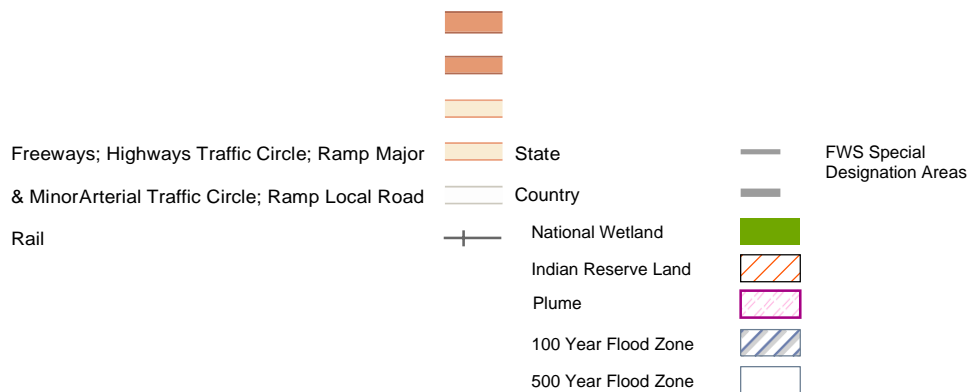 Freeways; Highways Traffic Circle; Ramp Major
& MinorArterial Traffic Circle; Ramp Local Road
Rail
State
Country
National Wetland
Indian Reserve Land
Plume
100 Year Flood Zone
500 Year Flood Zone
FWS Special
Designation Areas